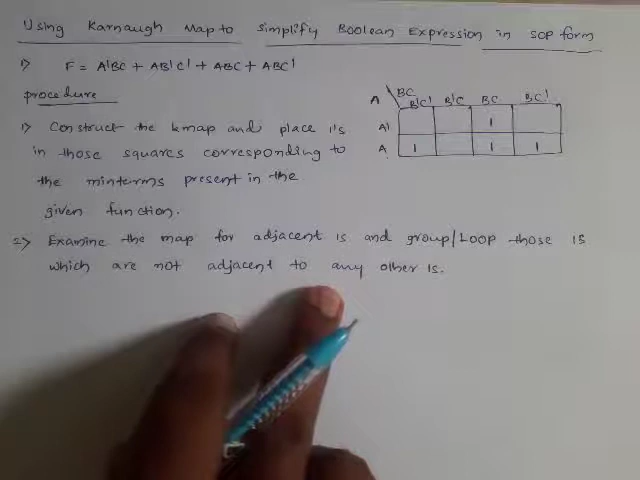 Using Karnaugh Map to simplify Boolean Expression in SOP form
1) F = A'BC + AB'C' + ABC + ABC'
procedure
A \ BC B'C' B'C BC BC'
A' 1
A 1 1 1
1) Construct the kmap and place 1's
in those squares corresponding to
the minterms present in the
given function.
2) Examine the map for adjacent 1s and group/Loop those 1s
which are not adjacent to any other 1s.